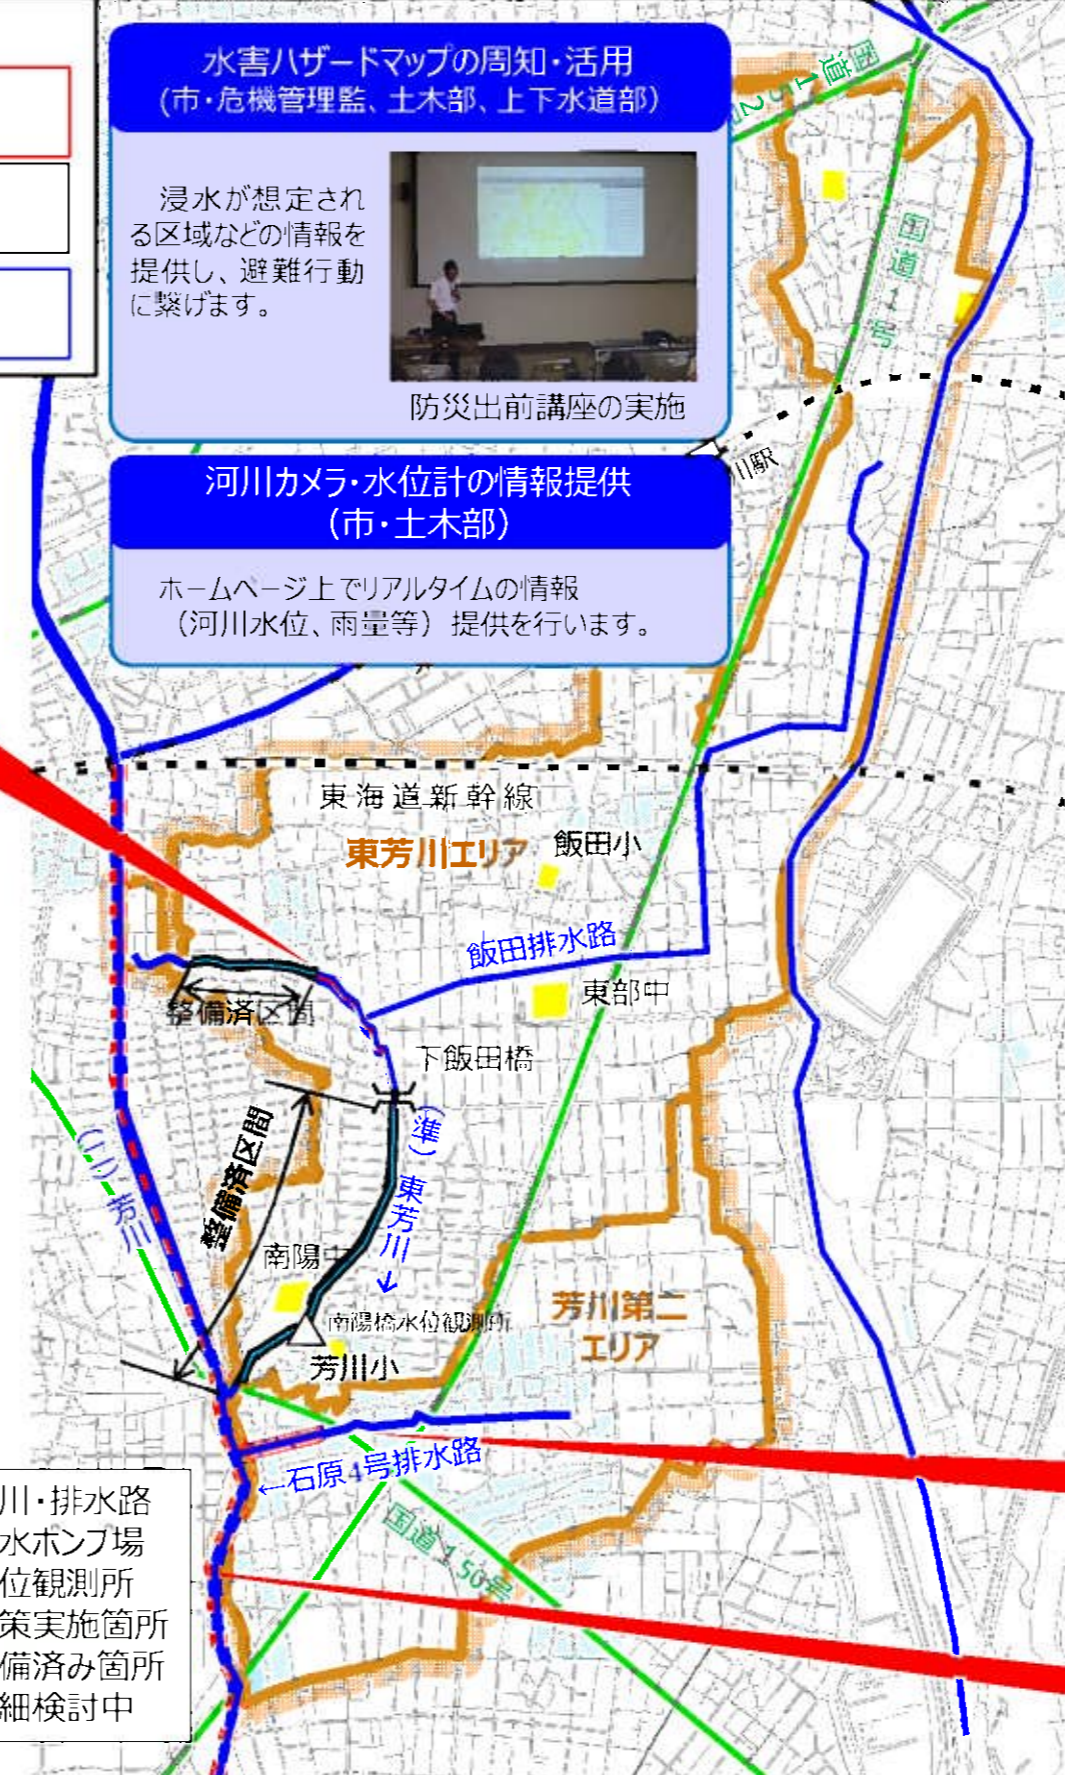 水害ハザードマップの周知・活用
(市・危機管理監、土木部、上下水道部)
浸水が想定され
る区域などの情報を
提供し、避難行動
に繋げます。
防災出前講座の実施
河川カメラ・水位計の情報提供
(市・土木部)
ホームページ上でリアルタイムの情報
(河川水位、雨量等) 提供を行います。
国道152号
国道1号
川駅
東海道新幹線
東芳川エリア
飯田小
飯田排水路
東部中
整備済区間
下飯田橋
整備済区間
(準) 東芳川↓
(二) 芳川
南陽中
南陽橋水位観測所
芳川小
芳川第二
エリア
←石原4号排水路
国道150号
川・排水路
水ポンプ場
位観測所
策実施箇所
備済み箇所
細検討中